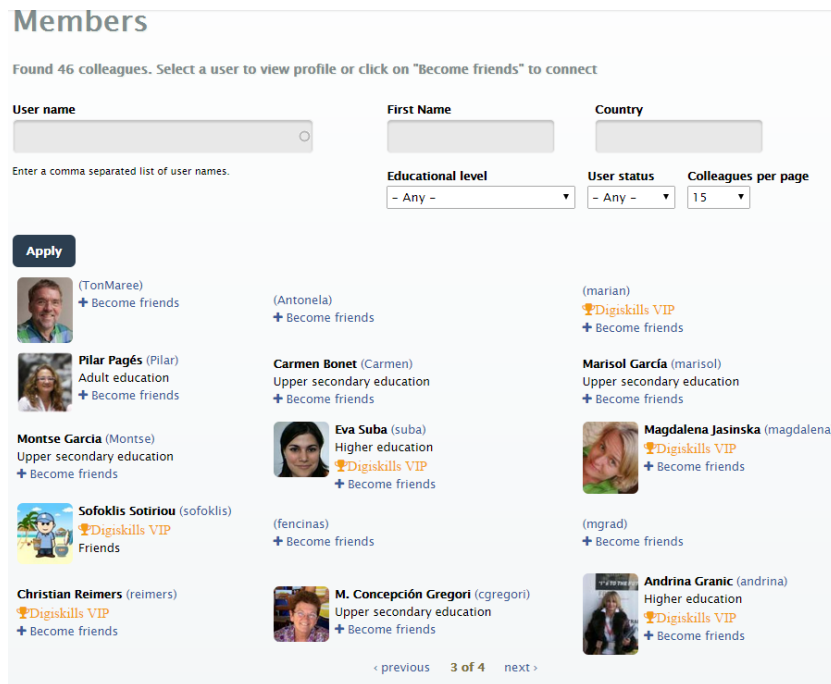 Members
Found 46 colleagues. Select a user to view profile or click on "Become friends" to connect
User name
First Name
Country
Enter a comma separated list of user names.
Educational level
User status
Colleagues per page
- Any -
- Any -
15
Apply
(TonMaree)
+ Become friends
(Antonela)
+ Become friends
(marian)
Digiskills VIP
+ Become friends
Pilar Pagés (Pilar)
Adult education
+ Become friends
Carmen Bonet (Carmen)
Upper secondary education
+ Become friends
Marisol García (marisol)
Upper secondary education
+ Become friends
Montse Garcia (Montse)
Upper secondary education
+ Become friends
Eva Suba (suba)
Higher education
Digiskills VIP
+ Become friends
Magdalena Jasinska (magdalena
Digiskills VIP
+ Become friends
Sofoklis Sotiriou (sofoklis)
Digiskills VIP
Friends
(fencinas)
+ Become friends
(mgrad)
+ Become friends
Christian Reimers (reimers)
Digiskills VIP
+ Become friends
M. Concepción Gregori (cgregori)
Upper secondary education
+ Become friends
Andrina Granic (andrina)
Higher education
Digiskills VIP
+ Become friends
‹ previous 3 of 4 next ›